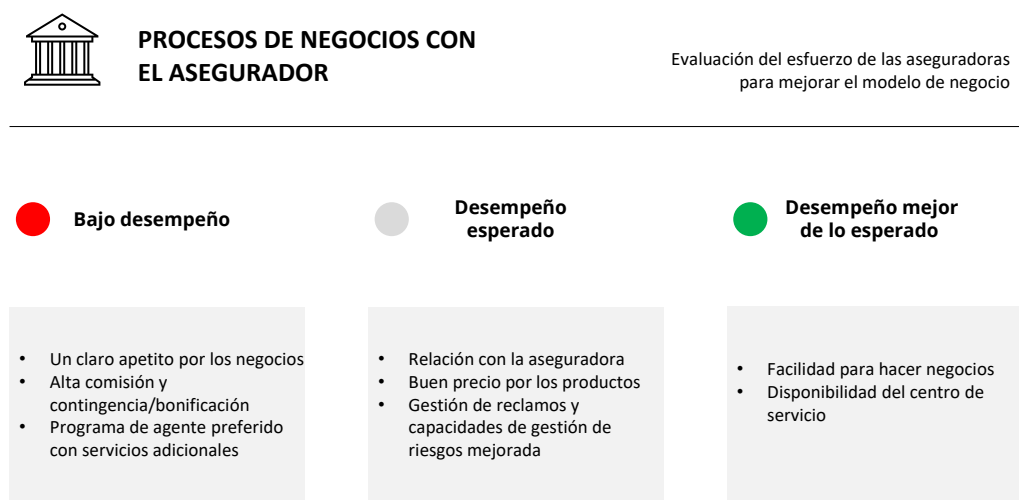 PROCESOS DE NEGOCIOS CON
EL ASEGURADOR
Evaluación del esfuerzo de las aseguradoras
para mejorar el modelo de negocio
Bajo desempeño
Desempeño
esperado
Desempeño mejor
de lo esperado
• Un claro apetito por los negocios
• Alta comisión y
contingencia/bonificación
• Programa de agente preferido
con servicios adicionales
• Relación con la aseguradora
• Buen precio por los productos
• Gestión de reclamos y
capacidades de gestión de
riesgos mejorada
• Facilidad para hacer negocios
• Disponibilidad del centro de
servicio